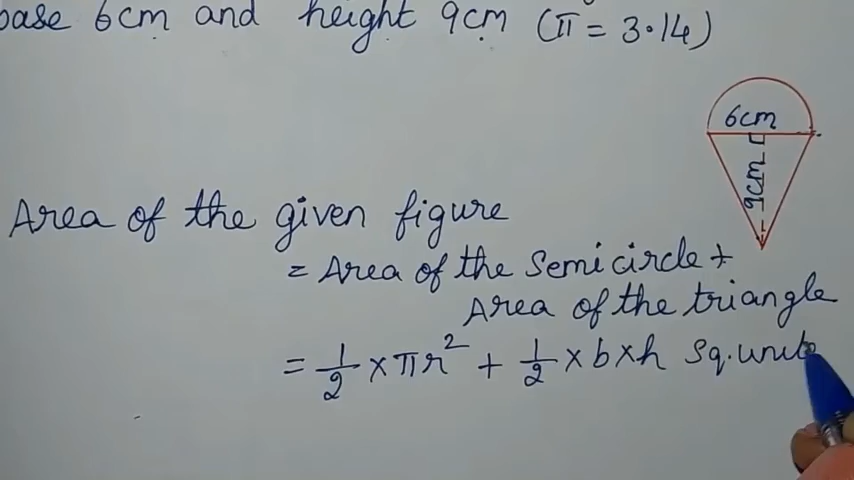 base 6cm and height 9cm (π = 3.14)
6cm
9cm
Area of the given figure
= Area of the Semicircle +
Area of the triangle
= 1/2 × πr² + 1/2 × b × h Sq. units